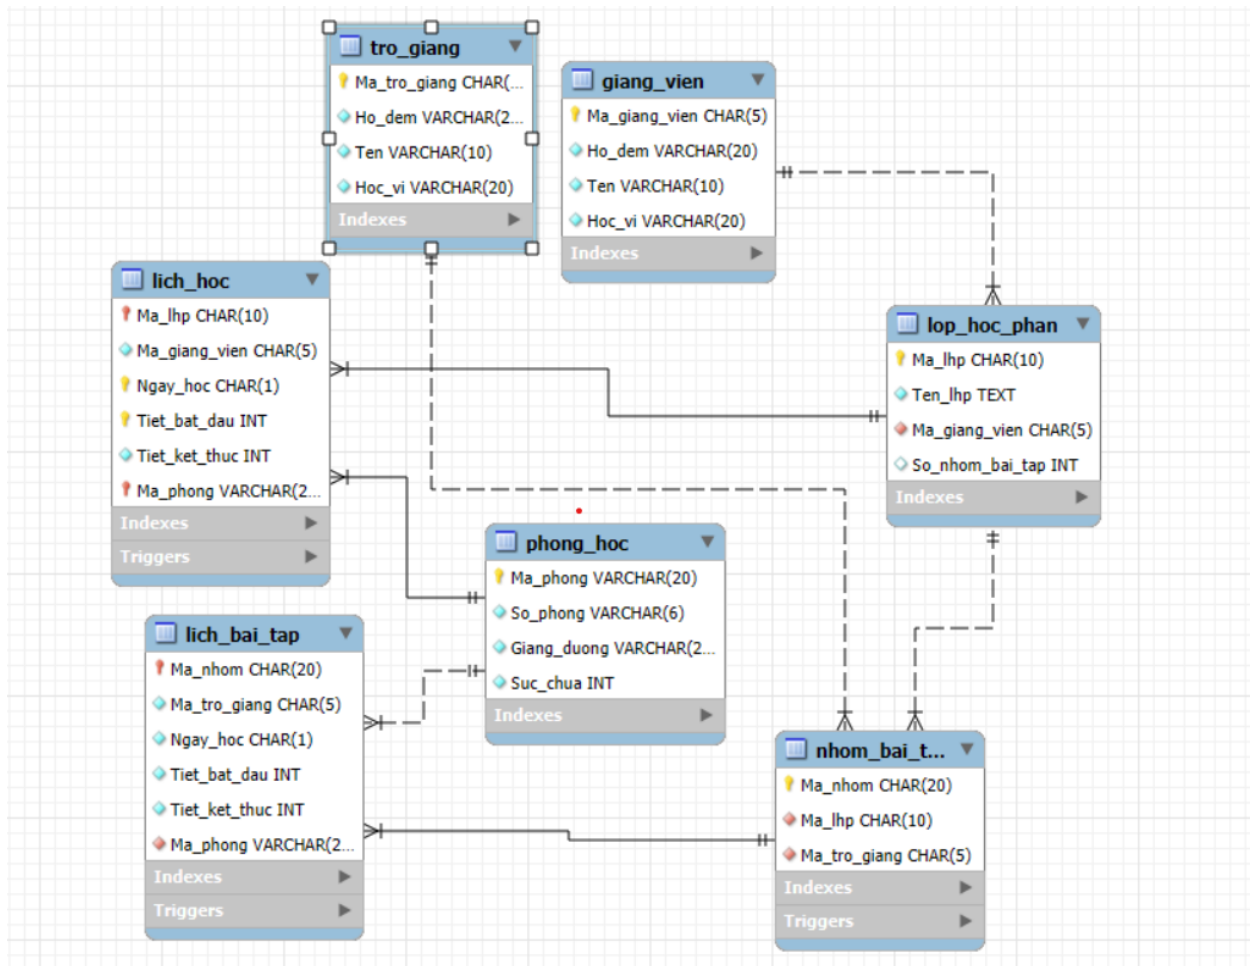 tro_giang
Ma_tro_giang CHAR(...
Ho_dem VARCHAR(2...
Ten VARCHAR(10)
Hoc_vi VARCHAR(20)
Indexes
giang_vien
Ma_giang_vien CHAR(5)
Ho_dem VARCHAR(20)
Ten VARCHAR(10)
Hoc_vi VARCHAR(20)
Indexes
lich_hoc
Ma_lhp CHAR(10)
Ma_giang_vien CHAR(5)
Ngay_hoc CHAR(1)
Tiet_bat_dau INT
Tiet_ket_thuc INT
Ma_phong VARCHAR(2...
Indexes
Triggers
lop_hoc_phan
Ma_lhp CHAR(10)
Ten_lhp TEXT
Ma_giang_vien CHAR(5)
So_nhom_bai_tap INT
Indexes
phong_hoc
Ma_phong VARCHAR(20)
So_phong VARCHAR(6)
Giang_duong VARCHAR(2...
Suc_chua INT
Indexes
lich_bai_tap
Ma_nhom CHAR(20)
Ma_tro_giang CHAR(5)
Ngay_hoc CHAR(1)
Tiet_bat_dau INT
Tiet_ket_thuc INT
Ma_phong VARCHAR(2...
Indexes
Triggers
nhom_bai_t...
Ma_nhom CHAR(20)
Ma_lhp CHAR(10)
Ma_tro_giang CHAR(5)
Indexes
Triggers